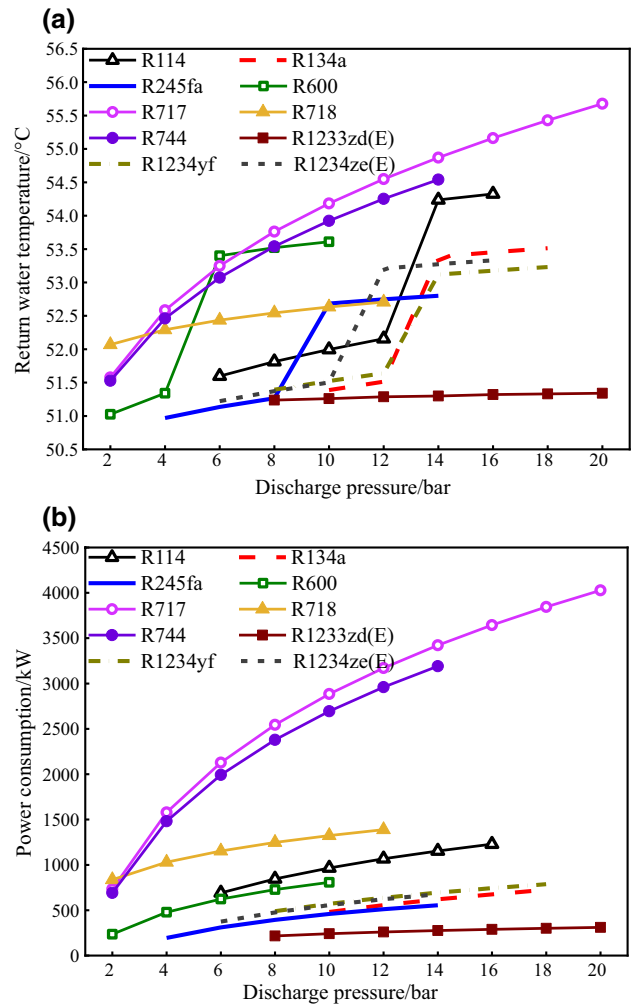 (a)
56.5
56.0
55.5
55.0
54.5
54.0
53.5
53.0
52.5
52.0
51.5
51.0
50.5
Return water temperature/°C
R114 R134a
R245fa R600
R717 R718
R744 R1233zd(E)
R1234yf R1234ze(E)
2 4 6 8 10 12 14 16 18 20
Discharge pressure/bar
(b)
4500
4000
3500
3000
2500
2000
1500
1000
500
0
Power consumption/kW
R114 R134a
R245fa R600
R717 R718
R744 R1233zd(E)
R1234yf R1234ze(E)
2 4 6 8 10 12 14 16 18 20
Discharge pressure/bar